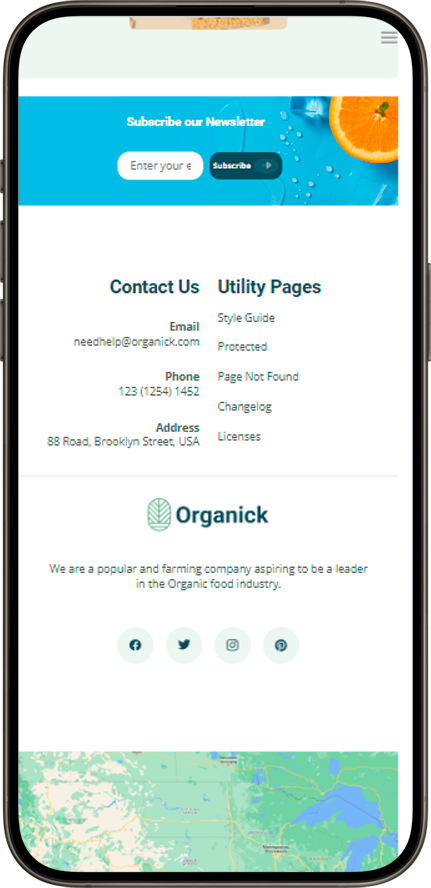 Subscribe our Newsletter
Enter your e
Subscribe
Contact Us
Email
needhelp@organick.com
Phone
123 (1254) 1452
Address
88 Road, Brooklyn Street, USA
Utility Pages
Style Guide
Protected
Page Not Found
Changelog
Licenses
Organick
We are a popular and farming company aspiring to be a leader
in the Organic food industry.